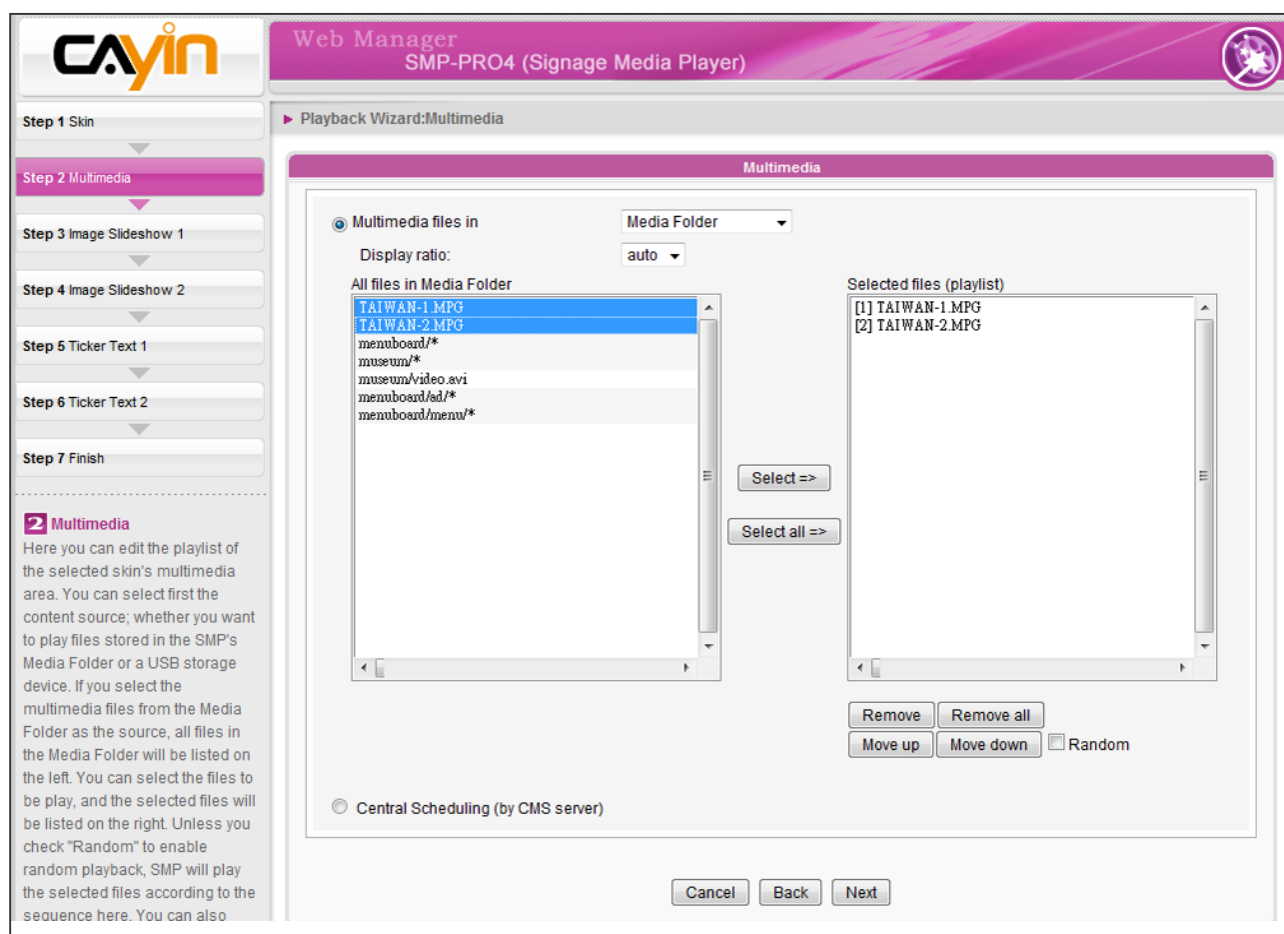 CAYIN
Web Manager
SMP-PRO4 (Signage Media Player)
Step 1 Skin
Step 2 Multimedia
Step 3 Image Slideshow 1
Step 4 Image Slideshow 2
Step 5 Ticker Text 1
Step 6 Ticker Text 2
Step 7 Finish
2 Multimedia
Here you can edit the playlist of
the selected skin's multimedia
area. You can select first the
content source; whether you want
to play files stored in the SMP's
Media Folder or a USB storage
device. If you select the
multimedia files from the Media
Folder as the source, all files in
the Media Folder will be listed on
the left. You can select the files to
be play, and the selected files will
be listed on the right. Unless you
check "Random" to enable
random playback, SMP will play
the selected files according to the
sequence here. You can also
Playback Wizard:Multimedia
Multimedia
Multimedia files in
Media Folder
Display ratio:
auto
All files in Media Folder
TAIWAN-1.MPG
TAIWAN-2.MPG
menuboard/*
museum/*
museum/video.avi
menuboard/ad/*
menuboard/menu/*
Select =>
Select all =>
Selected files (playlist)
[1] TAIWAN-1.MPG
[2] TAIWAN-2.MPG
Remove
Remove all
Move up
Move down
Random
Central Scheduling (by CMS server)
Cancel
Back
Next